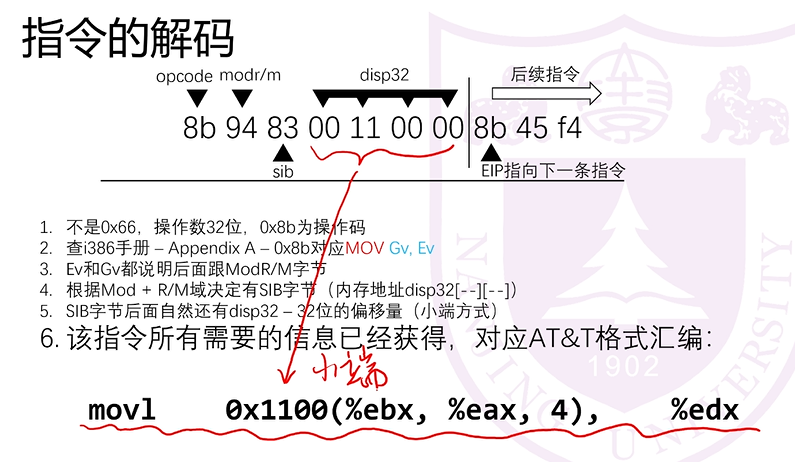 指令的解码
opcode modr/m disp32 后续指令
8b 94 83 00 11 00 00 8b 45 f4
sib EIP指向下一条指令
1. 不是0x66，操作数32位，0x8b为操作码
2. 查i386手册 – Appendix A – 0x8b对应MOV Gv, Ev
3. Ev和Gv都说明后面跟ModR/M字节
4. 根据Mod + R/M域决定有SIB字节（内存地址disp32[--][--]）
5. SIB字节后面自然还有disp32 – 32位的偏移量（小端方式）
6. 该指令所有需要的信息已经获得，对应AT&T格式汇编：
小端
movl 0x1100(%ebx, %eax, 4), %edx
NANJING UNIVERSITY
1902